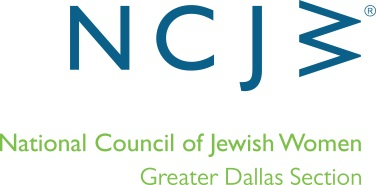 NCJW®
National Council of Jewish Women
Greater Dallas Section